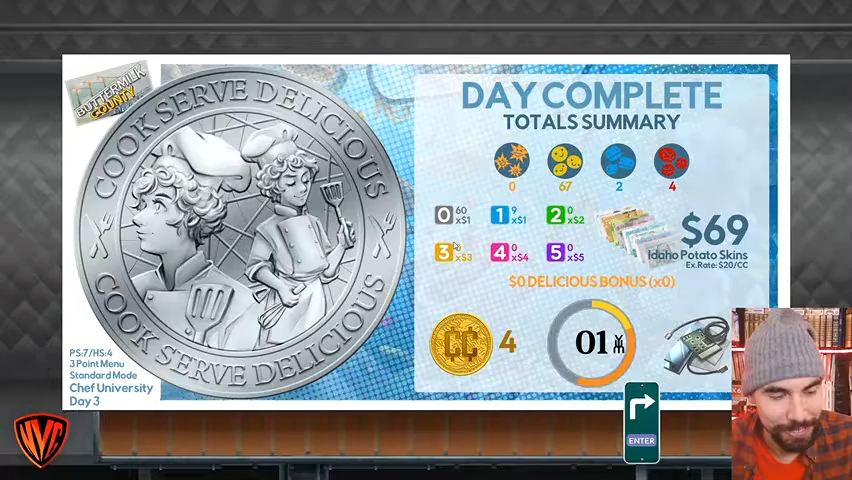 BUTTERMILK
COUNTY
COOK SERVE DELICIOUS
COOK SERVE DELICIOUS
PS:7/HS:4
3 Point Menu
Standard Mode
Chef University
Day 3
DAY COMPLETE
TOTALS SUMMARY
0 67 2 4
0 60 x$1 1 9 x$1 2 0 x$2
3 0 x$3 4 0 x$4 5 0 x$5
$69
Idaho Potato Skins
Ex.Rate: $20/CC
$0 DELICIOUS BONUS (x0)
CC 4 01
ENTER